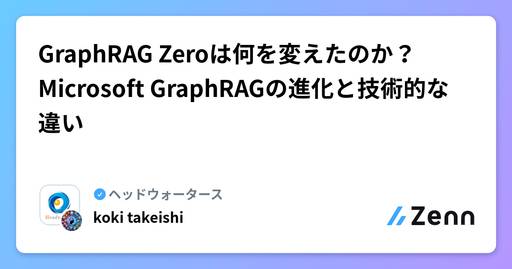 GraphRAG Zeroは何を変えたのか？
Microsoft GraphRAGの進化と技術的な
違い
ヘッドウォータース
koki takeishi
Zenn